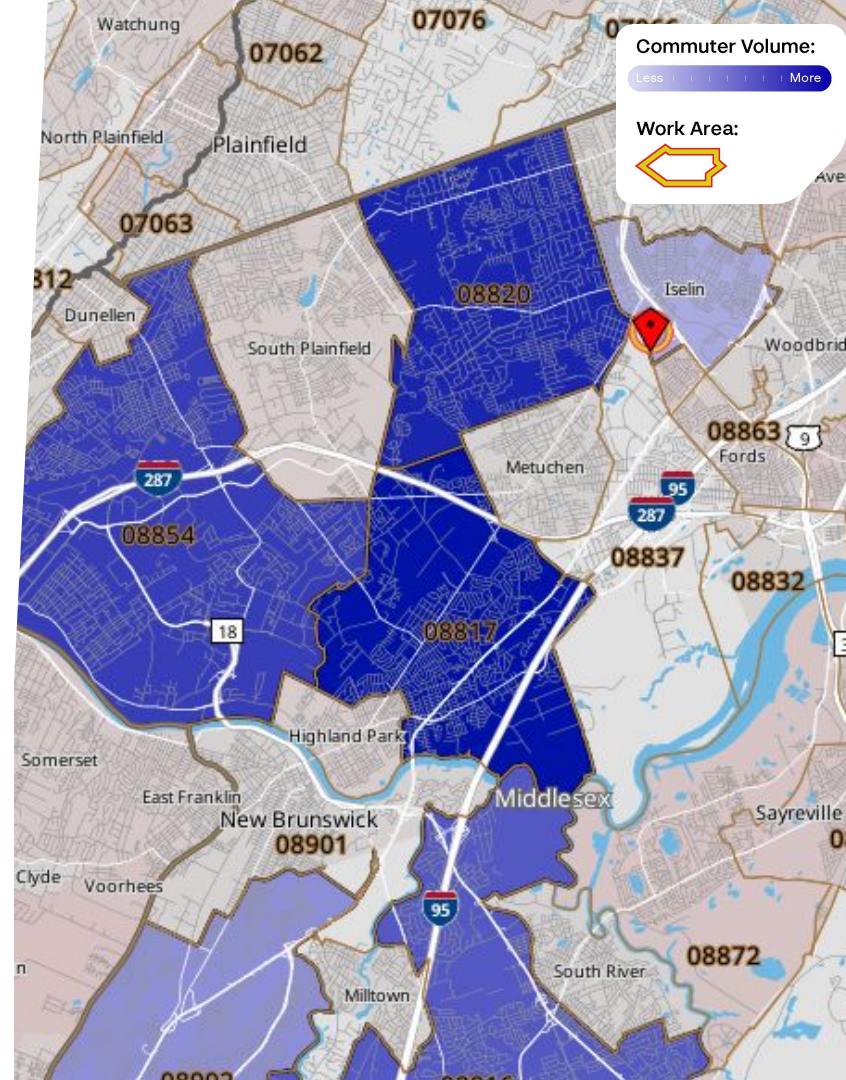 Watchung
07076
07062
Commuter Volume:
Less
More
North Plainfield
Plainfield
Work Area:
07063
Iselin
08820
Dunellen
South Plainfield
08863
9
Fords
Metuchen
287
95
287
08854
08837
08832
18
08817
Highland Park
Somerset
East Franklin
Middlesex
New Brunswick
08901
Sayreville
Clyde
Voorhees
95
08872
South River
Milltown